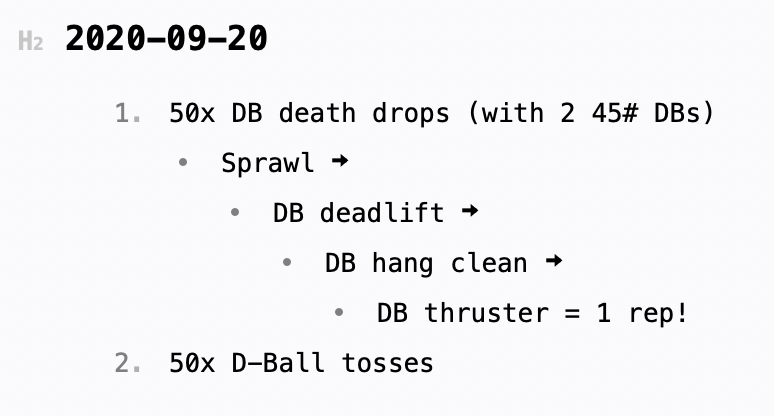 H2 2020-09-20
1. 50x DB death drops (with 2 45# DBs)
• Sprawl →
• DB deadlift →
• DB hang clean →
• DB thruster = 1 rep!
2. 50x D-Ball tosses